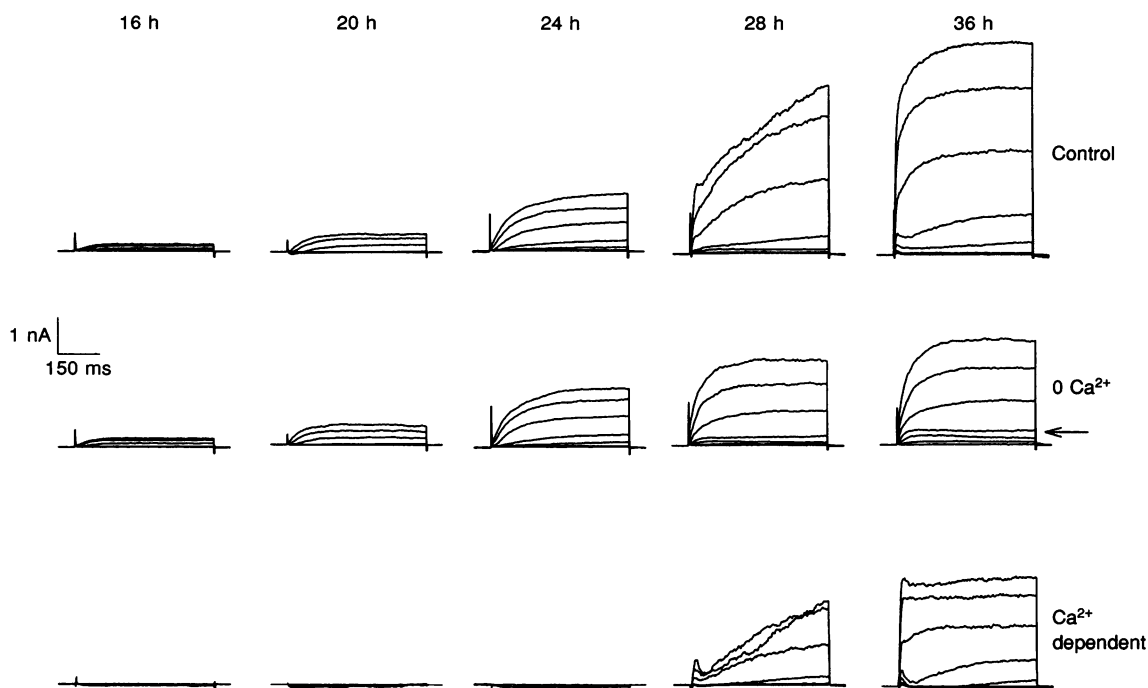 16 h 20 h 24 h 28 h 36 h
Control
1 nA
150 ms
0 Ca²⁺
Ca²⁺
dependent